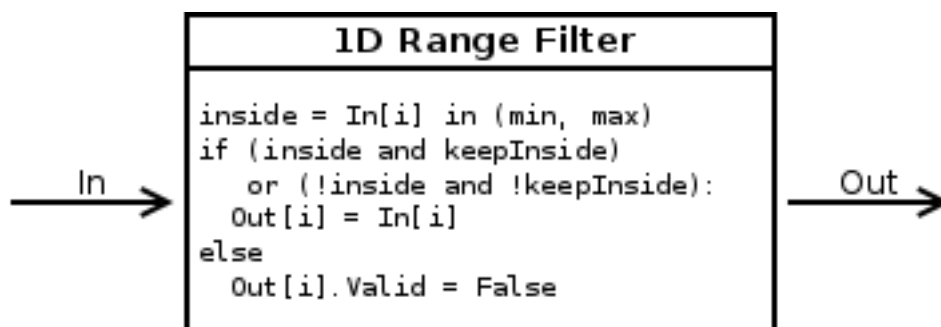 1D Range Filter
inside = In[i] in (min, max)
if (inside and keepInside)
or (!inside and !keepInside):
In
Out
Out[i] = In[i]
else
Out[i].Valid = False